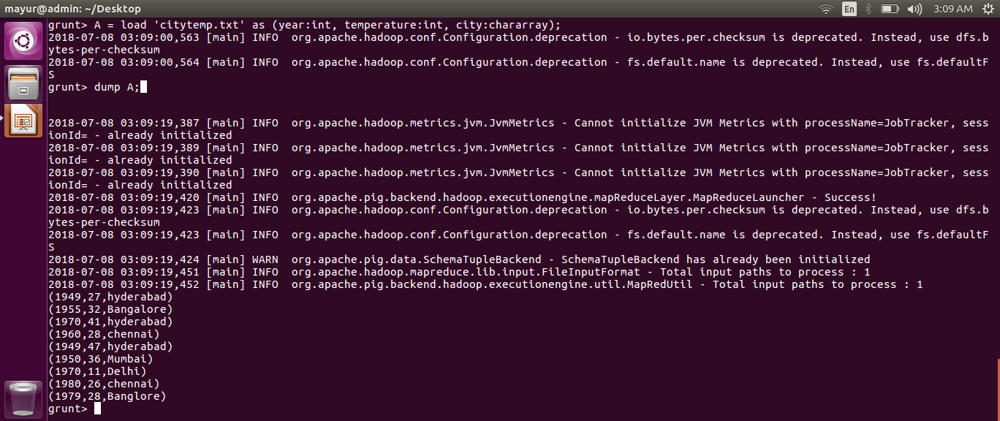 mayur@admin: ~/Desktop
En
3:09 AM
grunt> A = load 'citytemp.txt' as (year:int, temperature:int, city:chararray);
2018-07-08 03:09:00,563 [main] INFO  org.apache.hadoop.conf.Configuration.deprecation - io.bytes.per.checksum is deprecated. Instead, use dfs.b
ytes-per-checksum
2018-07-08 03:09:00,564 [main] INFO  org.apache.hadoop.conf.Configuration.deprecation - fs.default.name is deprecated. Instead, use fs.defaultF
S
grunt> dump A;
2018-07-08 03:09:19,387 [main] INFO  org.apache.hadoop.metrics.jvm.JvmMetrics - Cannot initialize JVM Metrics with processName=JobTracker, sess
ionId= - already initialized
2018-07-08 03:09:19,389 [main] INFO  org.apache.hadoop.metrics.jvm.JvmMetrics - Cannot initialize JVM Metrics with processName=JobTracker, sess
ionId= - already initialized
2018-07-08 03:09:19,390 [main] INFO  org.apache.hadoop.metrics.jvm.JvmMetrics - Cannot initialize JVM Metrics with processName=JobTracker, sess
ionId= - already initialized
2018-07-08 03:09:19,420 [main] INFO  org.apache.pig.backend.hadoop.executionengine.mapReduceLayer.MapReduceLauncher - Success!
2018-07-08 03:09:19,423 [main] INFO  org.apache.hadoop.conf.Configuration.deprecation - io.bytes.per.checksum is deprecated. Instead, use dfs.b
ytes-per-checksum
2018-07-08 03:09:19,423 [main] INFO  org.apache.hadoop.conf.Configuration.deprecation - fs.default.name is deprecated. Instead, use fs.defaultF
S
2018-07-08 03:09:19,424 [main] WARN  org.apache.pig.data.SchemaTupleBackend - SchemaTupleBackend has already been initialized
2018-07-08 03:09:19,451 [main] INFO  org.apache.hadoop.mapreduce.lib.input.FileInputFormat - Total input paths to process : 1
2018-07-08 03:09:19,452 [main] INFO  org.apache.pig.backend.hadoop.executionengine.util.MapRedUtil - Total input paths to process : 1
(1949,27,hyderabad)
(1955,32,Bangalore)
(1970,41,hyderabad)
(1960,28,chennai)
(1949,47,hyderabad)
(1950,36,Mumbai)
(1970,11,Delhi)
(1980,26,chennai)
(1979,28,Banglore)
grunt>